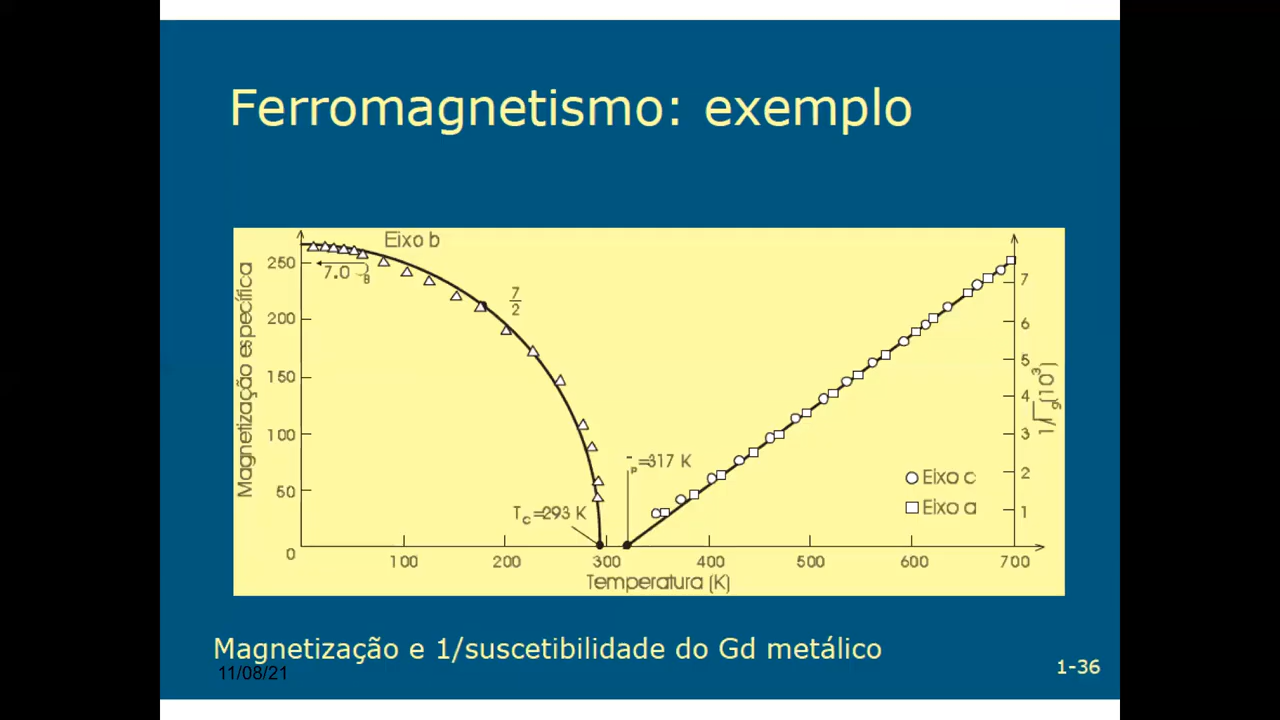 Ferromagnetismo: exemplo
Magnetização específica
250
200
150
100
50
0
Eixo b
7.0
B
7
2
T_C=293 K
P=317 K
100
200
300
400
500
600
700
Temperatura (K)
7
6
5
4
3
2
1
Eixo c
Eixo a
Magnetização e 1/suscetibilidade do Gd metálico
11/08/21
1-36